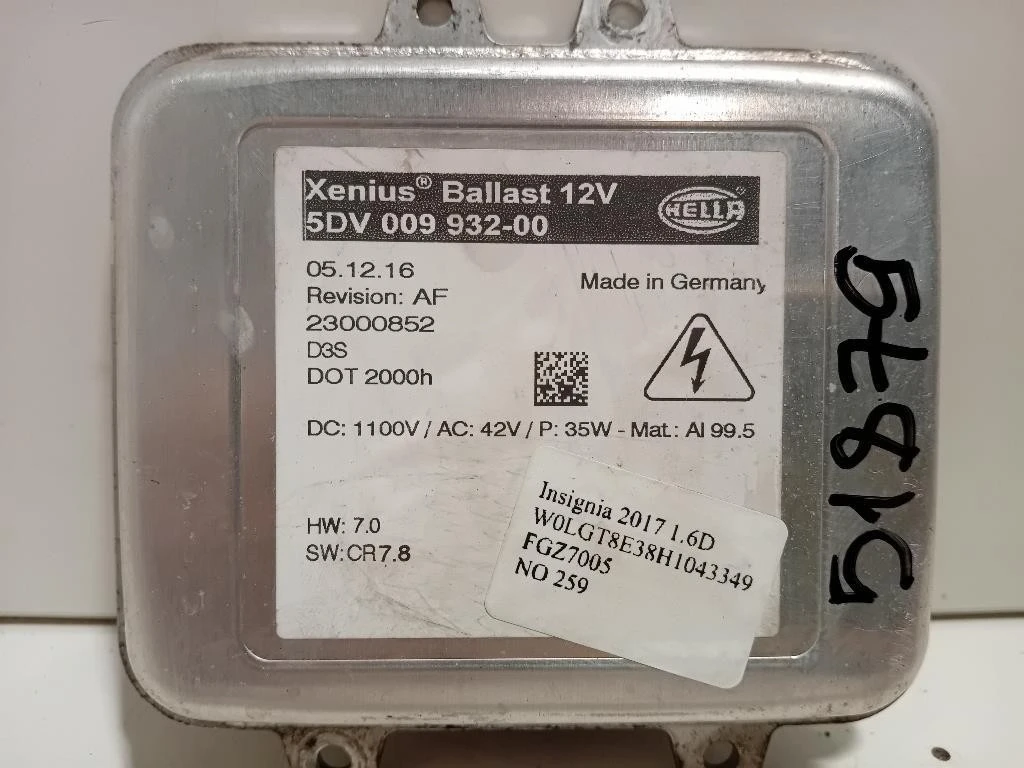 Xenius® Ballast 12V
5DV 009 932-00
HELLA ®
05.12.16
Made in Germany
Revision: AF
23000852
D3S
DOT 2000h
DC: 1100V / AC: 42V / P: 35W - Mat.: Al 99.5
HW: 7.0
SW:CR7.8
Insignia 2017 1.6D
W0LGT8E38H1043349
FGZ7005
NO 259
D1875